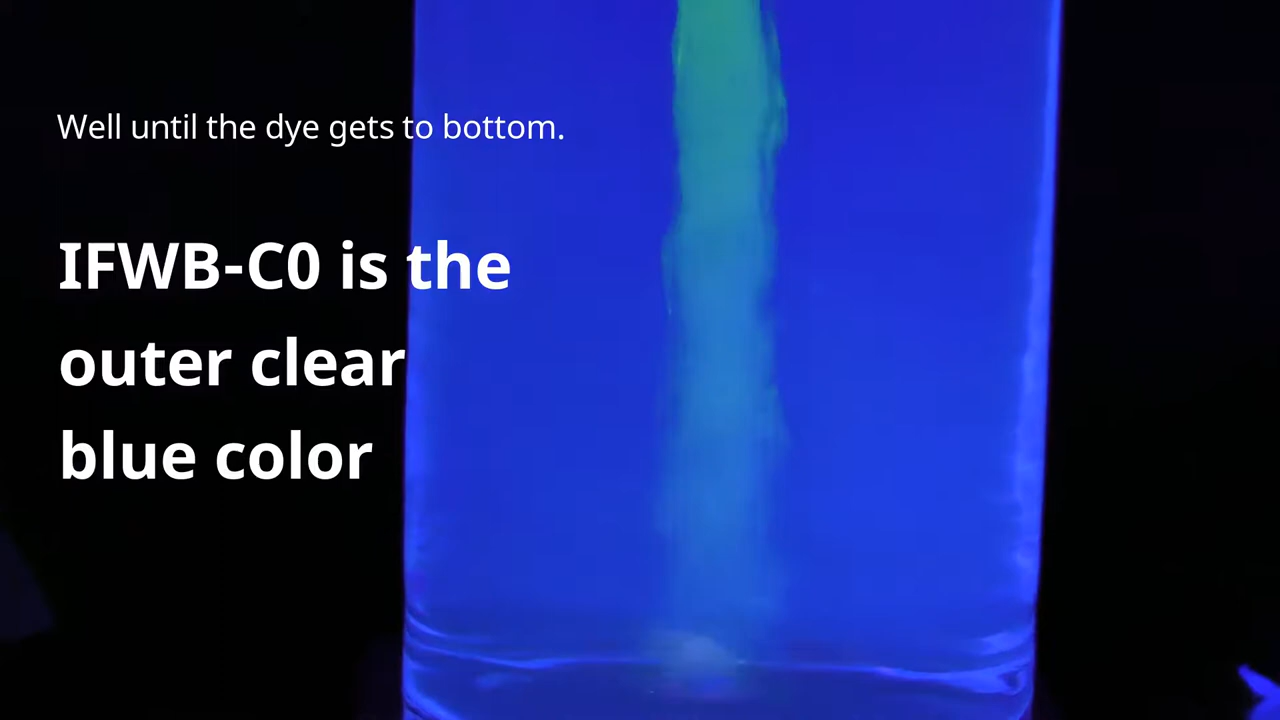 Well until the dye gets to bottom.
IFWB-C0 is the
outer clear
blue color